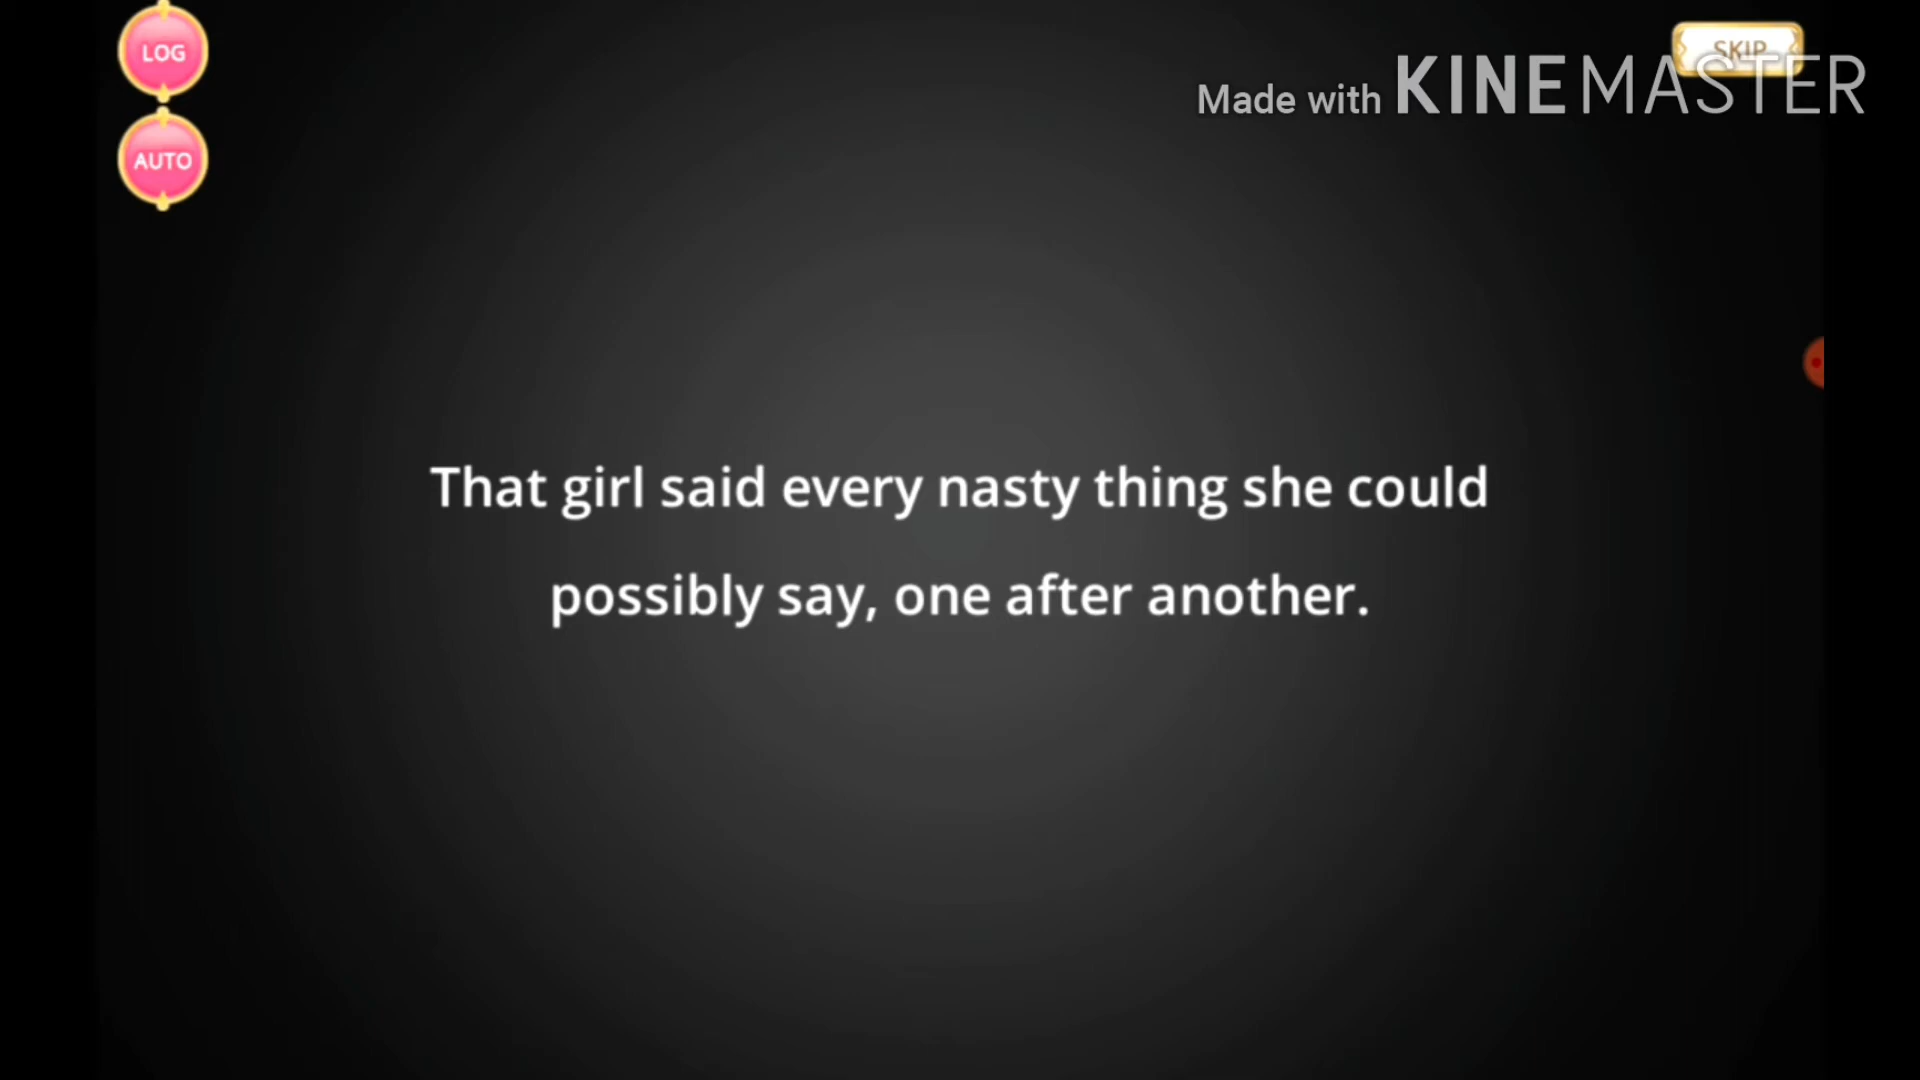 LOG
SKIP
Made with KINEMASTER
AUTO
That girl said every nasty thing she could
possibly say, one after another.